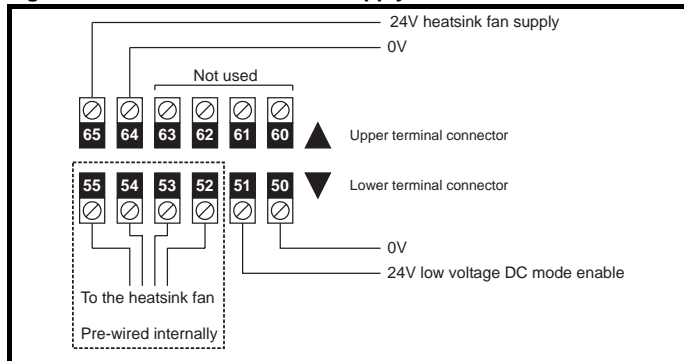 24V heatsink fan supply
0V
Not used
65 64 63 62 61 60
Upper terminal connector
55 54 53 52 51 50
Lower terminal connector
0V
24V low voltage DC mode enable
To the heatsink fan
Pre-wired internally